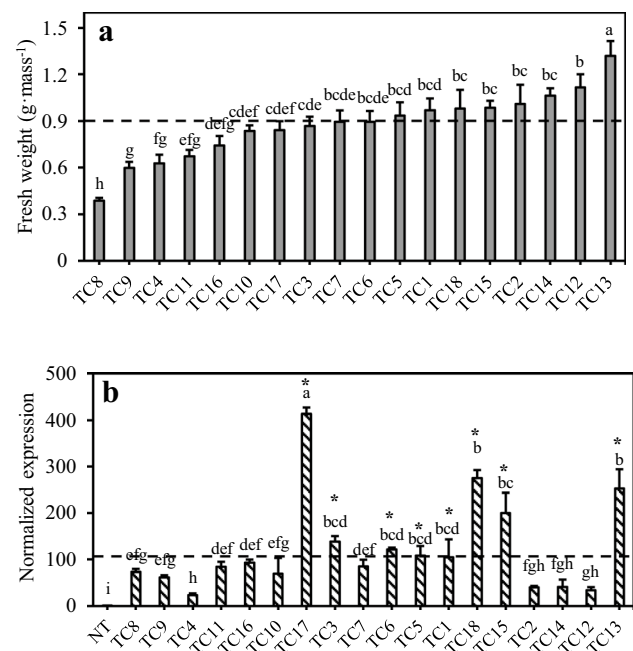 a
Fresh weight (g·mass⁻¹)
1.5
1.2
0.9
0.6
0.3
0
h
g
fg
efg
defg
cdef
cdef
cde
bcde
bcde
bcd
bcd
bc
bc
bc
bc
b
a
TC8
TC9
TC4
TC11
TC16
TC10
TC17
TC3
TC7
TC6
TC5
TC1
TC18
TC15
TC2
TC14
TC12
TC13
b
Normalized expression
500
400
300
200
100
0
i
efg
efg
h
def
def
efg
*
a
*
bcd
def
*
bcd
*
bcd
*
bcd
*
b
*
bc
fgh
fgh
gh
*
b
NT
TC8
TC9
TC4
TC11
TC16
TC10
TC17
TC3
TC7
TC6
TC5
TC1
TC18
TC15
TC2
TC14
TC12
TC13